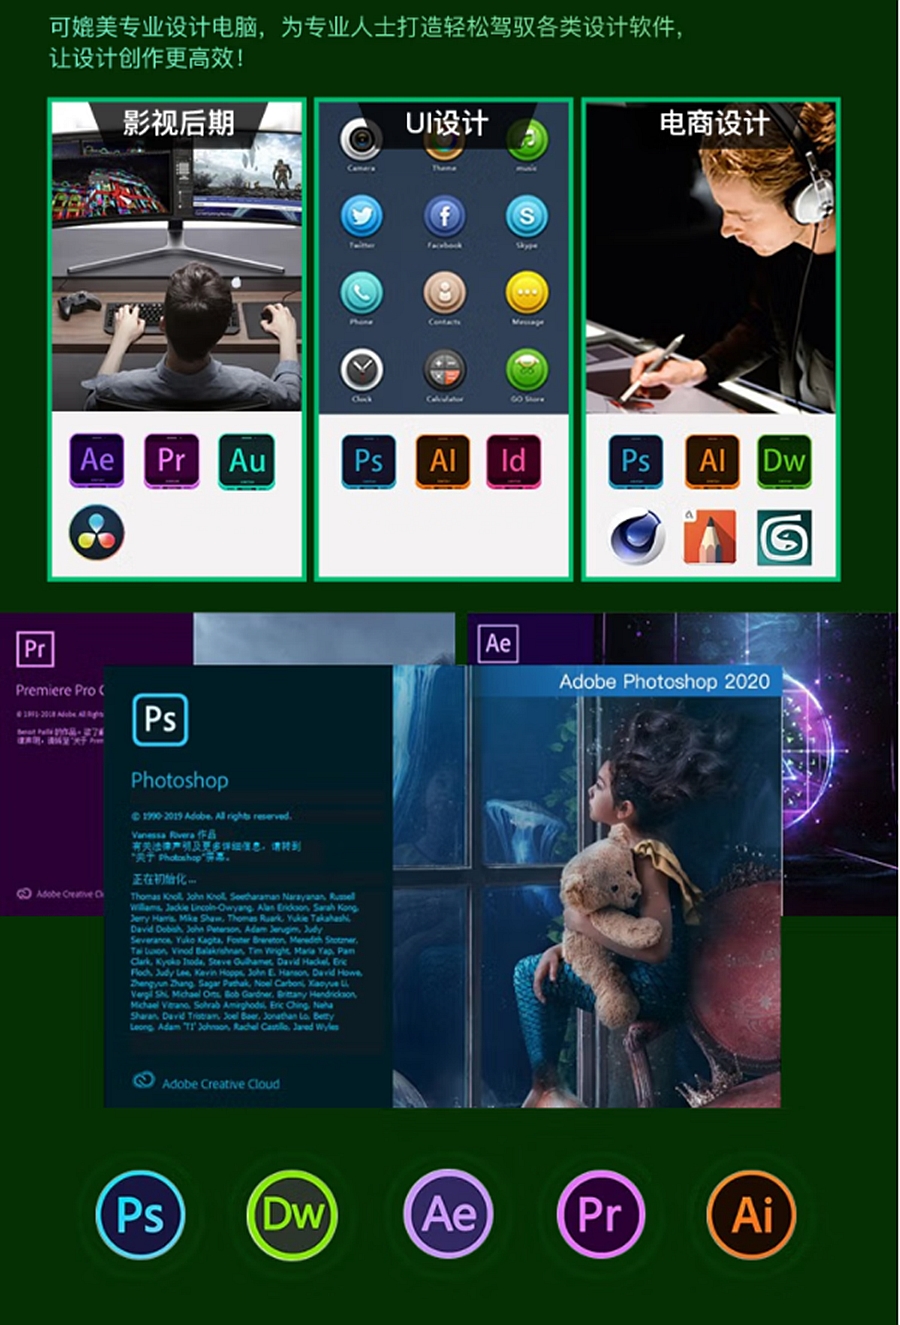 可媲美专业设计电脑，为专业人士打造轻松驾驭各类设计软件，
让设计创作更高效！
影视后期
UI设计
电商设计
Camera
Theme
music
Twitter
Facebook
Skype
Phone
Contacts
Message
Clock
Calculator
GO Store
Ae
Pr
Au
Ps
AI
Id
Ps
AI
Dw
Pr
Premiere Pro C
© 1991-2018 Adobe. All Rights
Ae
Adobe Creative Clo
Adobe Photoshop 2020
Ps
Photoshop
© 1990-2019 Adobe. All rights reserved.
Vanessa Rivera 作品
有关法律声明及更多详细信息，请转到
"关于 Photoshop"屏幕。
正在初始化...
Thomas Knoll, John Knoll, Seetharaman Narayanan, Russell
Williams, Jackie Lincoln-Owyang, Alan Erickson, Sarah Kong,
Jerry Harris, Mike Shaw, Thomas Ruark, Yukie Takahashi,
David Dobish, John Peterson, Adam Jerugim, Judy
Severance, Yuko Kagita, Foster Brereton, Meredith Stotzner,
Tai Luxon, Vinod Balakrishnan, Tim Wright, Maria Yap, Pam
Clark, Kyoko Itoda, Steve Guilhamet, David Hackel, Eric
Floch, Judy Lee, Kevin Hopps, John E. Hanson, David Howe,
Zhengyun Zhang, Sagar Pathak, Noel Carboni, Xiaoyue Li,
Vergil Shi, Michael Orts, Bob Gardner, Brittany Hendrickson,
Michael Vitrano, Sohrab Amirghodsi, Eric Ching, Neha
Sharan, David Tristram, Joel Baer, Jonathan Lo, Betty
Leong, Adam "TJ" Johnson, Rachel Castillo, Jared Wyles
Adobe Creative Cloud
Ps
Dw
Ae
Pr
Ai